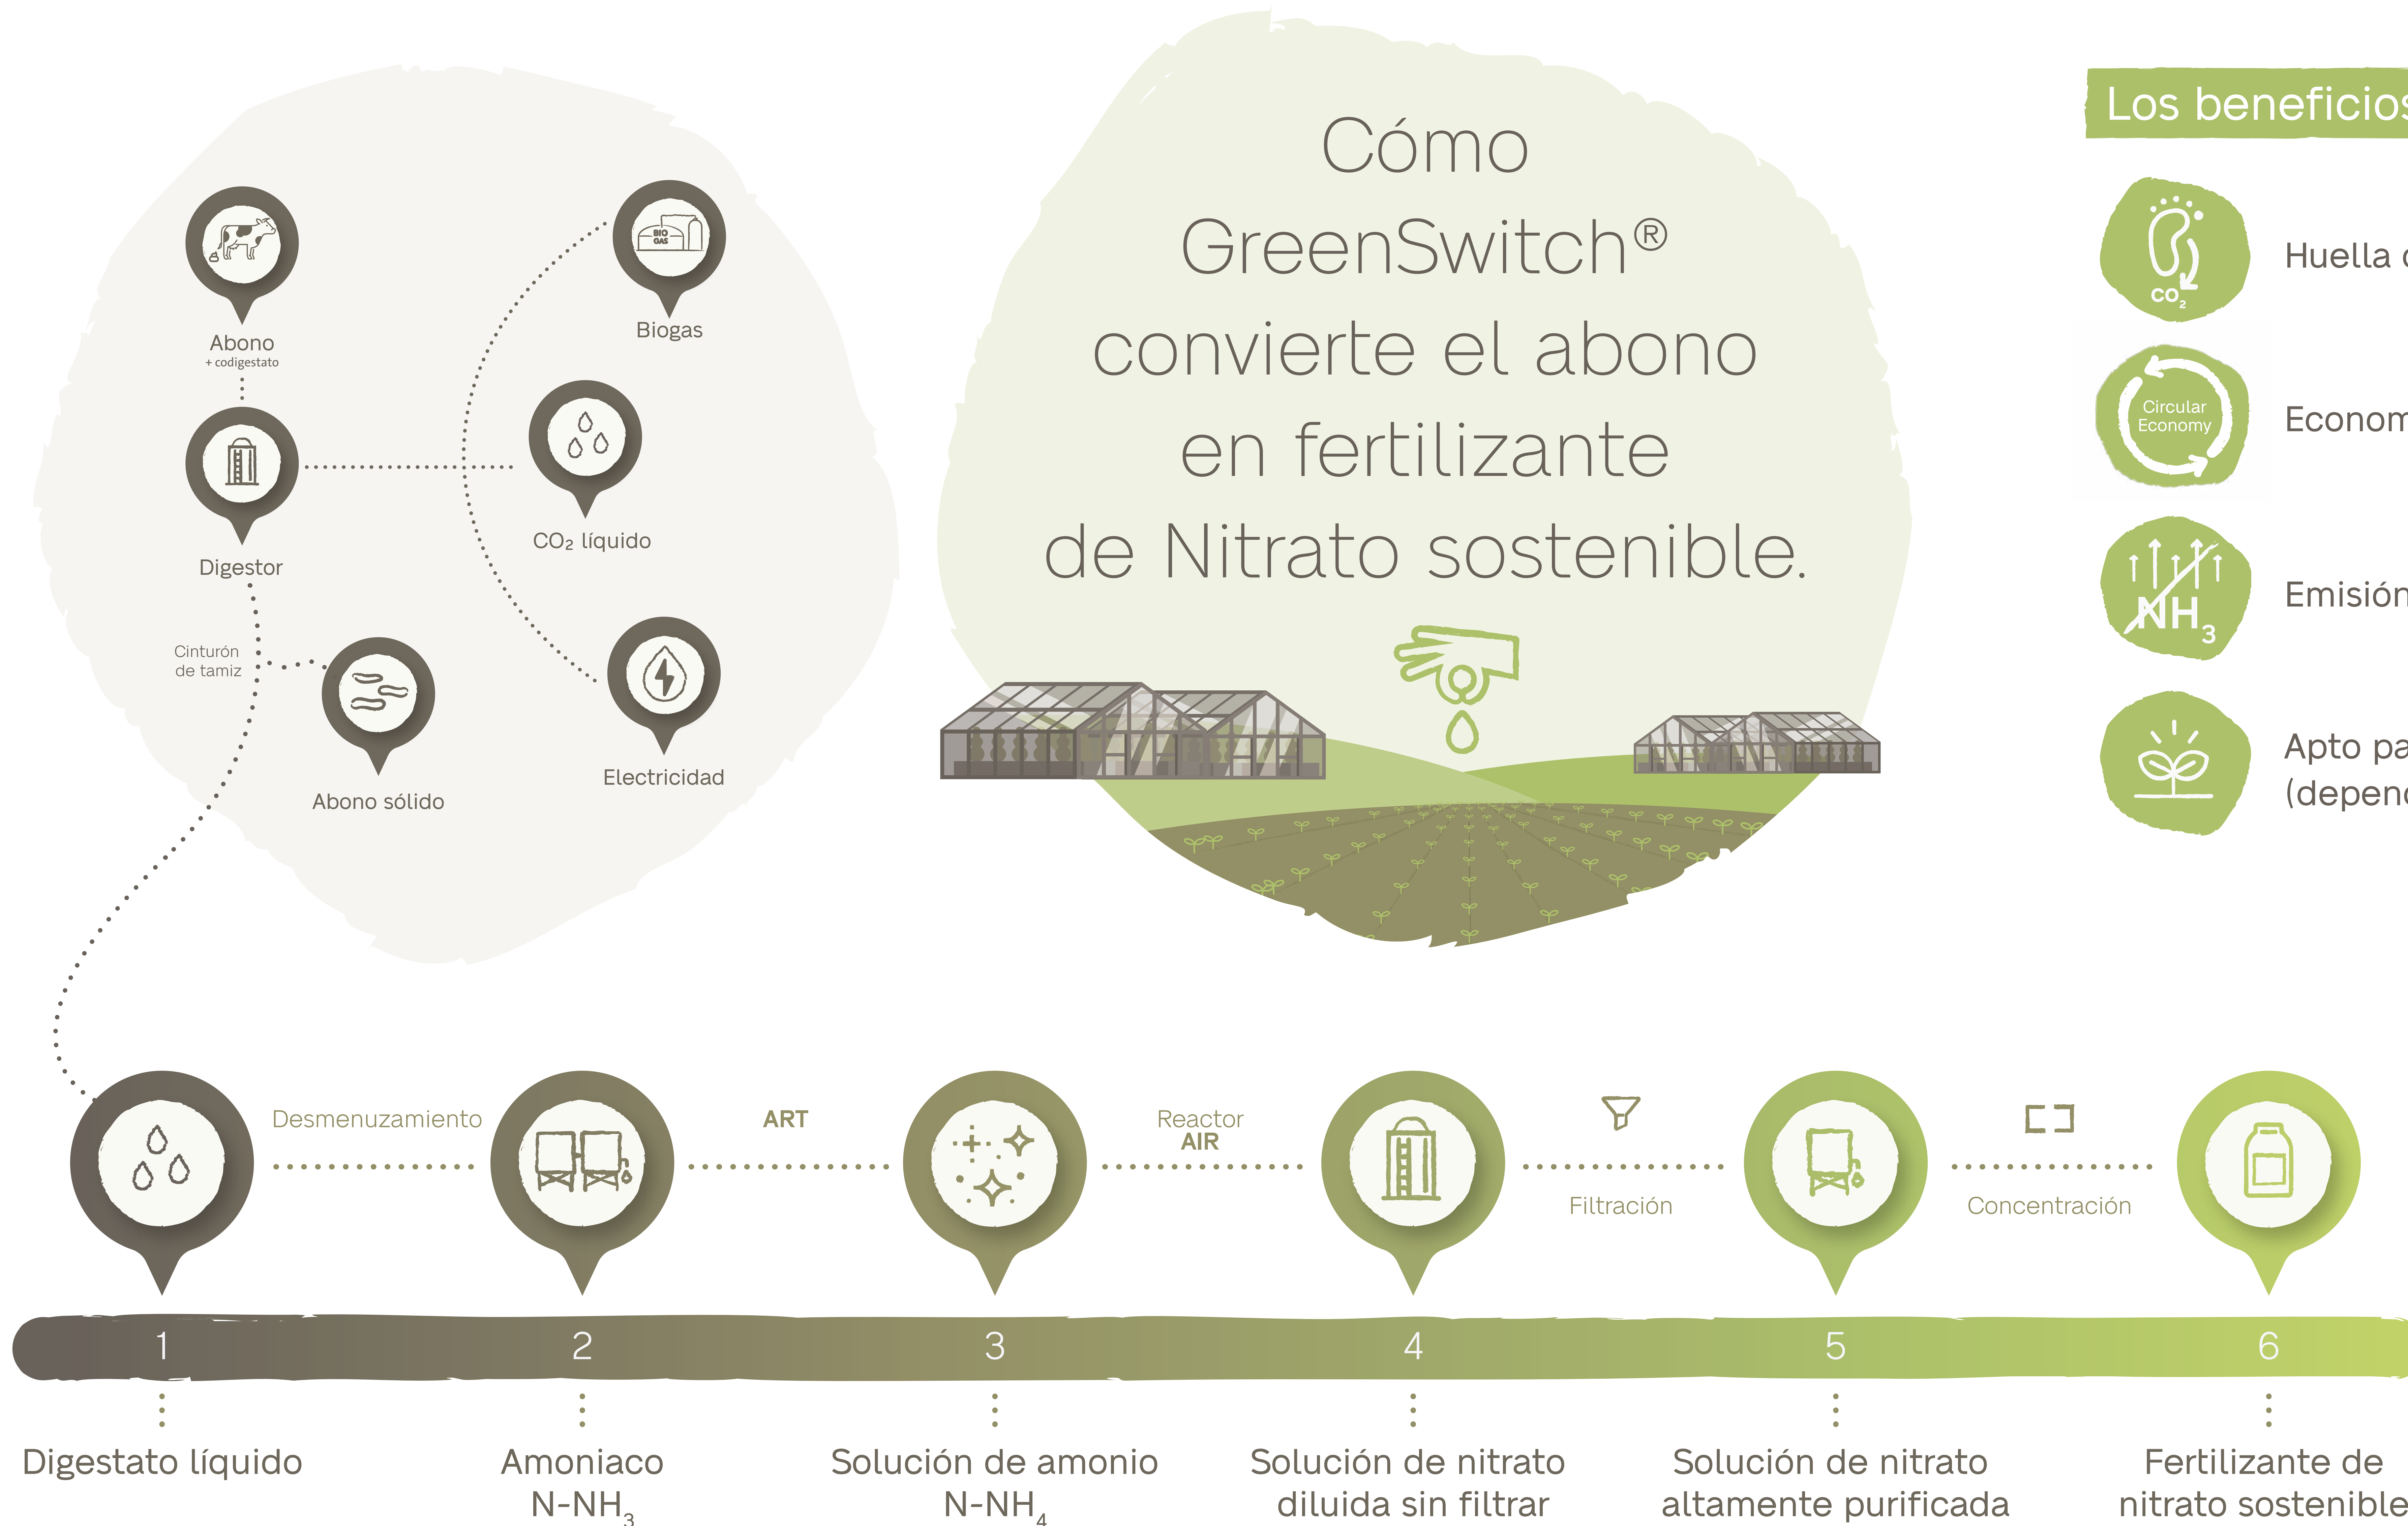 Cómo
GreenSwitch®
convierte el abono
en fertilizante
de Nitrato sostenible.
Abono
+ codigestato
Digestor
Cinturón
de tamiz
Abono sólido
BIO
GAS
Biogas
CO₂ líquido
Electricidad
Los beneficios
CO₂
Huella
Circular
Economy
NH₃
Emisión
Apto
Desmenuzamiento
ART
Reactor
AIR
Filtración
Concentración
1
2
3
4
5
6
Digestato líquido
Amoniaco
N-NH₃
Solución de amonio
N-NH₄
Solución de nitrato
diluida sin filtrar
Solución de nitrato
altamente purificada
Fertilizante de
nitrato sostenible